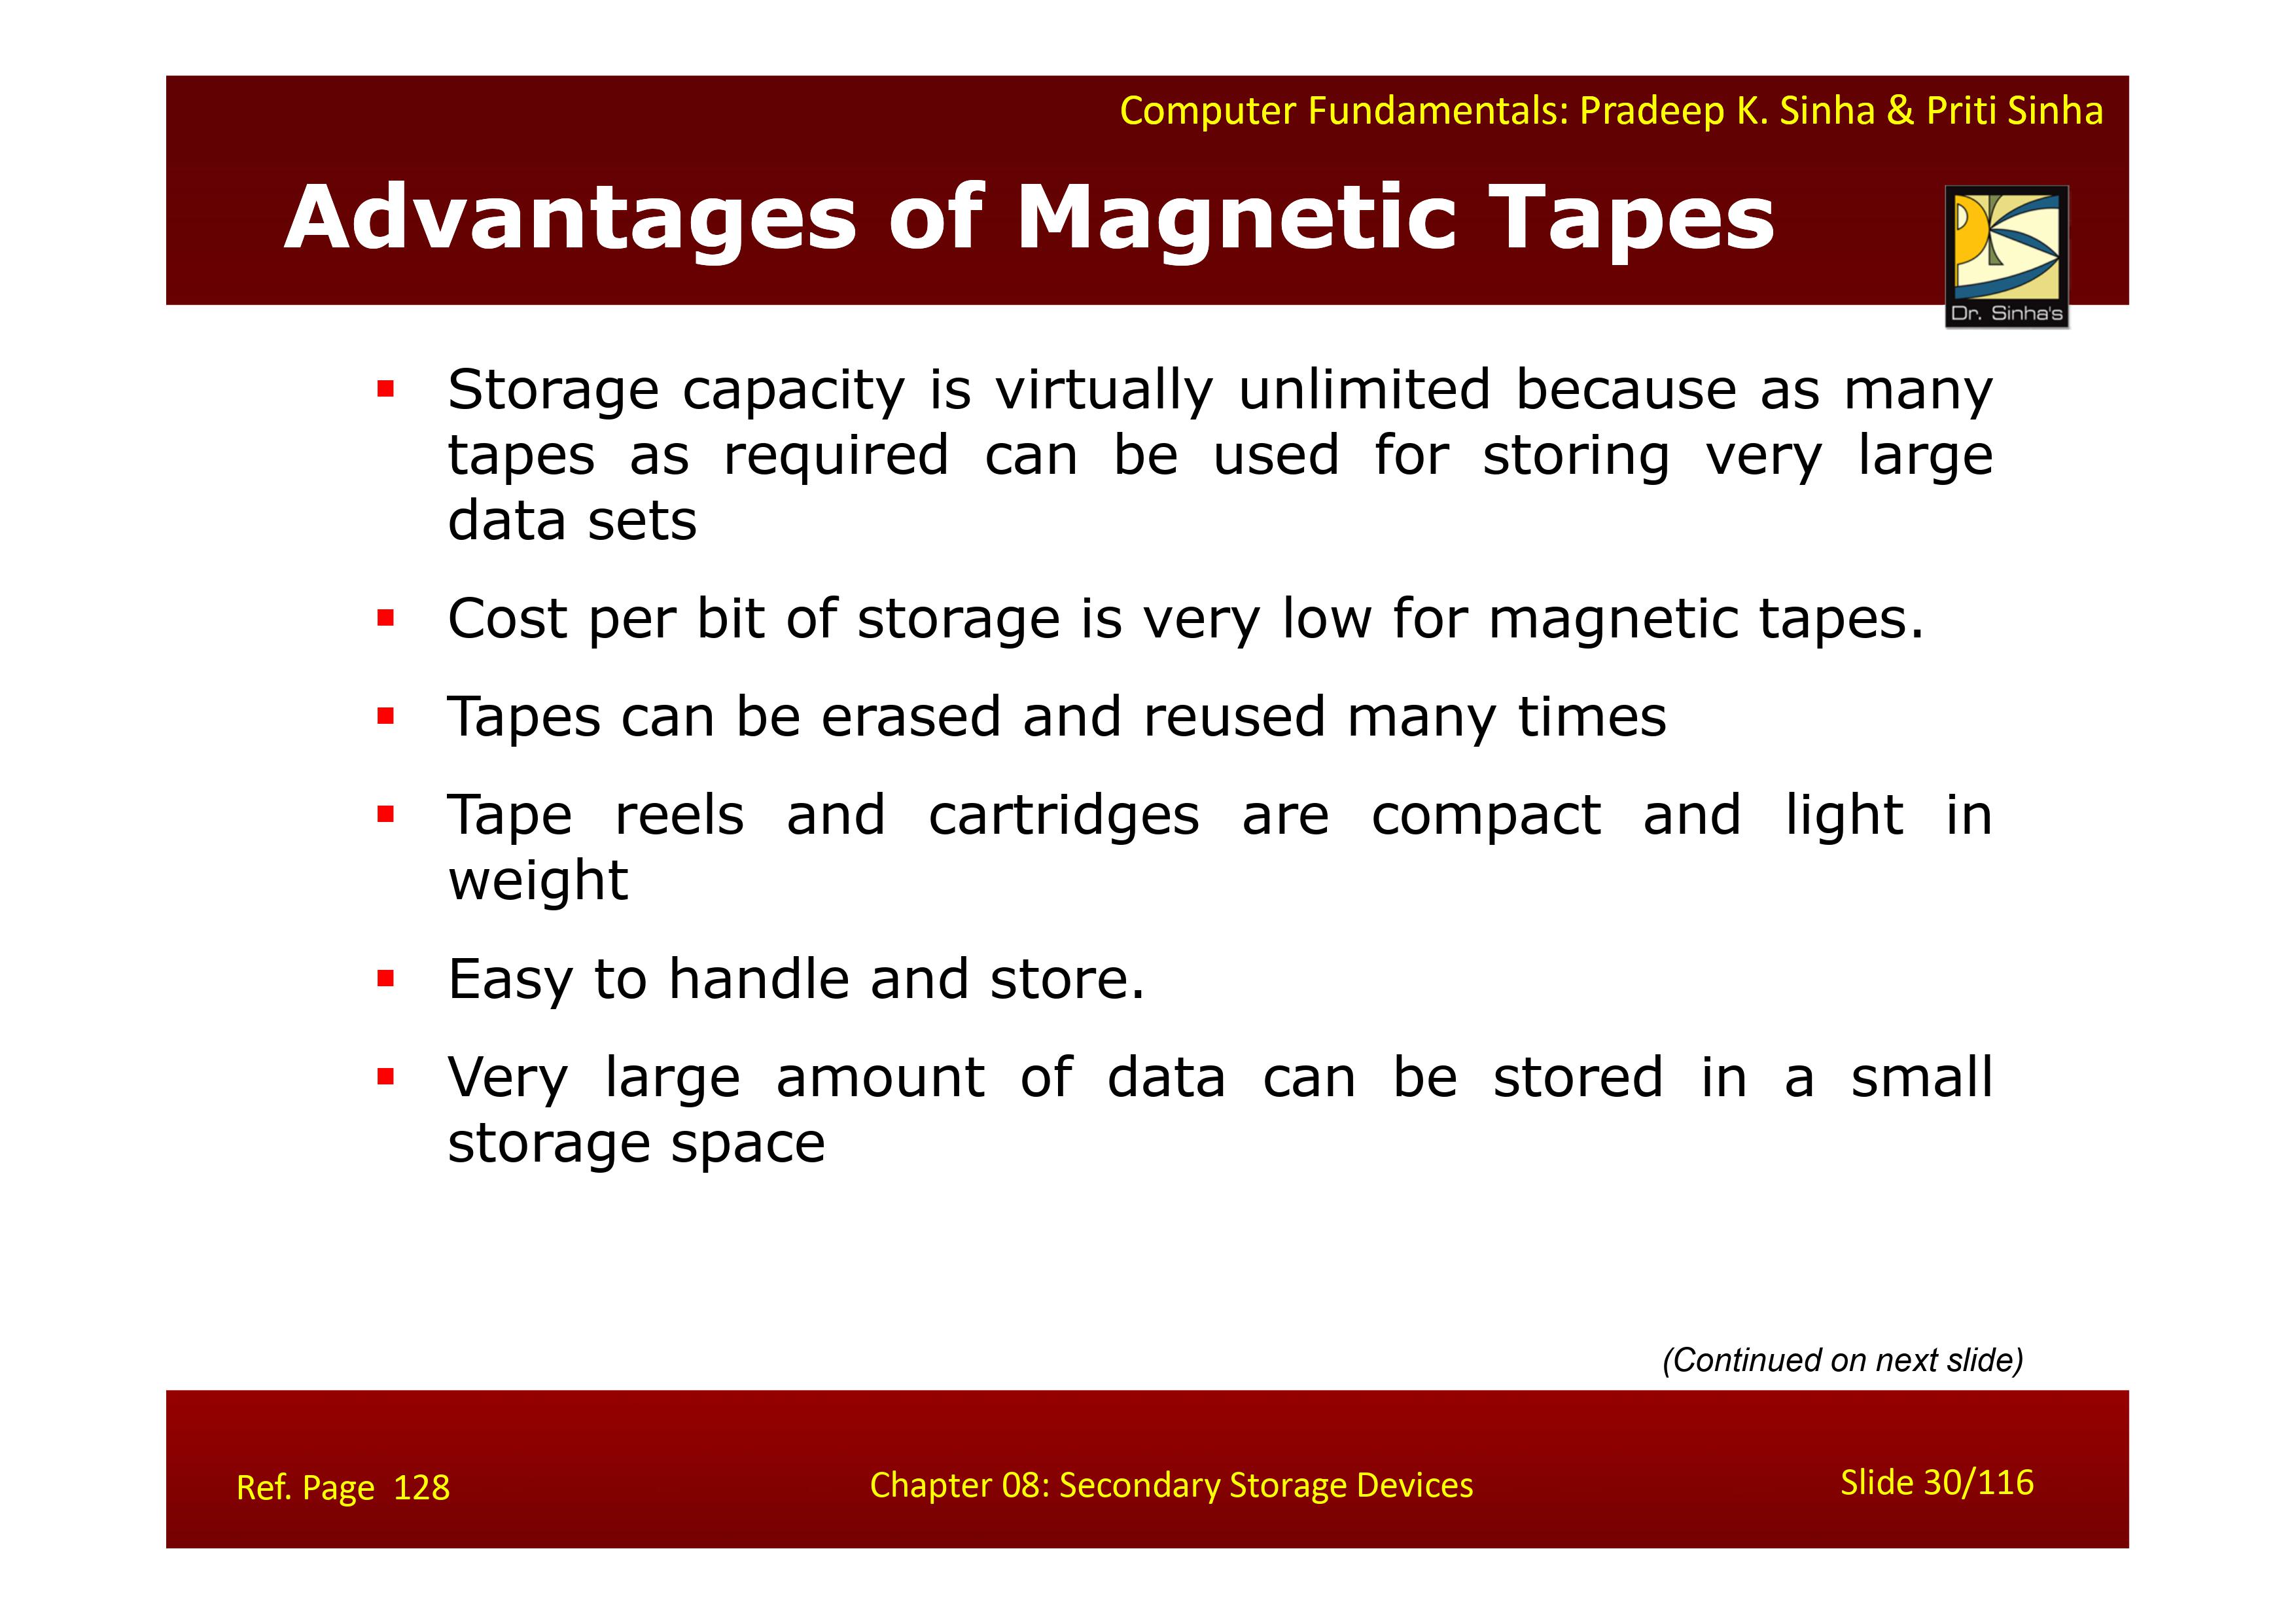 Computer Fundamentals: Pradeep K. Sinha & Priti Sinha
Advantages of Magnetic Tapes
Dr. Sinha's
▪ Storage capacity is virtually unlimited because as many
tapes as required can be used for storing very large
data sets
▪ Cost per bit of storage is very low for magnetic tapes.
▪ Tapes can be erased and reused many times
▪ Tape reels and cartridges are compact and light in
weight
▪ Easy to handle and store.
▪ Very large amount of data can be stored in a small
storage space
(Continued on next slide)
Ref. Page 128
Chapter 08: Secondary Storage Devices
Slide 30/116